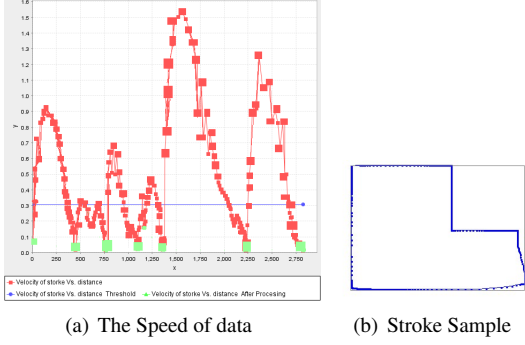 1.6
1.5
1.4
1.3
1.2
1.1
1.0
0.9
0.8
0.7
0.6
0.5
0.4
0.3
0.2
0.1
0.0
y
0 250 500 750 1,000 1,250 1,500 1,750 2,000 2,250 2,500 2,750
x
Velocity of storke Vs. distance
Velocity of storke Vs. distance Threshold Velocity of storke Vs. distance After Procesing
(a) The Speed of data (b) Stroke Sample